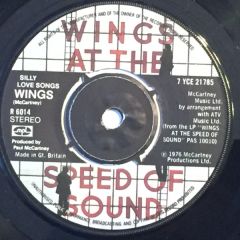 WINGS
AT THE
SPEED OF
SOUND
SILLY
LOVE SONGS
WINGS
(McCartney)
R 6014
STEREO
Produced by
Paul McCartney
Made in Gt. Britain
7 YCE 21785
McCartney
Music Ltd.
by arrangement
with ATV
Music Ltd.
(from the LP "WINGS
AT THE SPEED OF
SOUND" PAS 10010)
℗ 1976 McCartney
Productions Ltd.